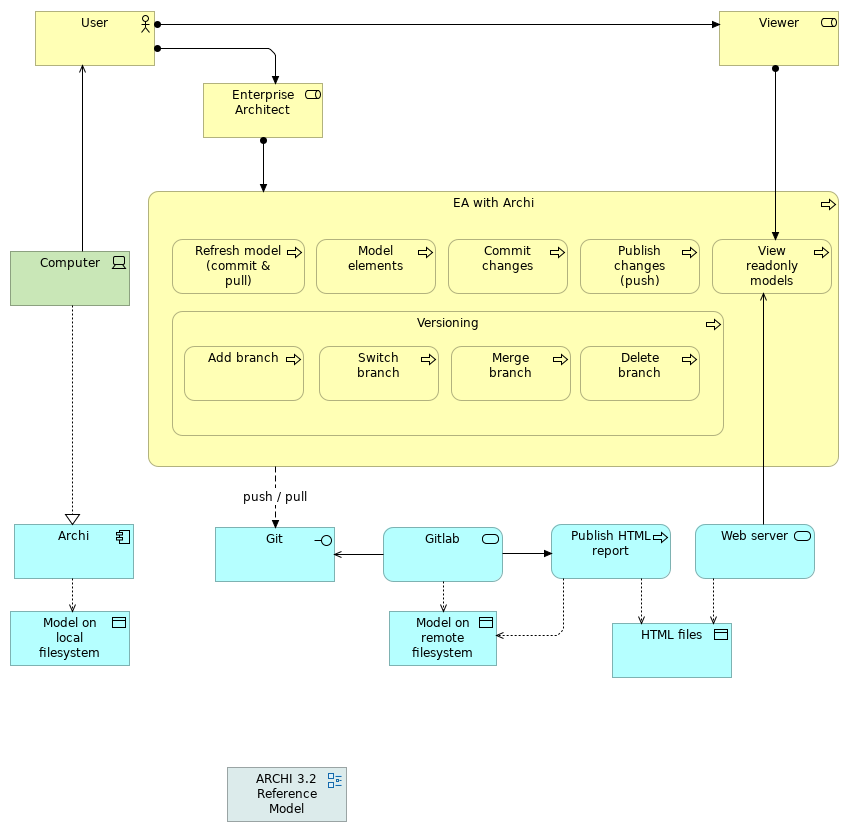 User
Viewer
Enterprise
Architect
EA with Archi
Refresh model
(commit &
pull)
Model
elements
Commit
changes
Publish
changes
(push)
View
readonly
models
Computer
Versioning
Add branch
Switch
branch
Merge
branch
Delete
branch
push / pull
Archi
Git
Gitlab
Publish HTML
report
Web server
Model on
local
filesystem
Model on
remote
filesystem
HTML files
ARCHI 3.2
Reference
Model